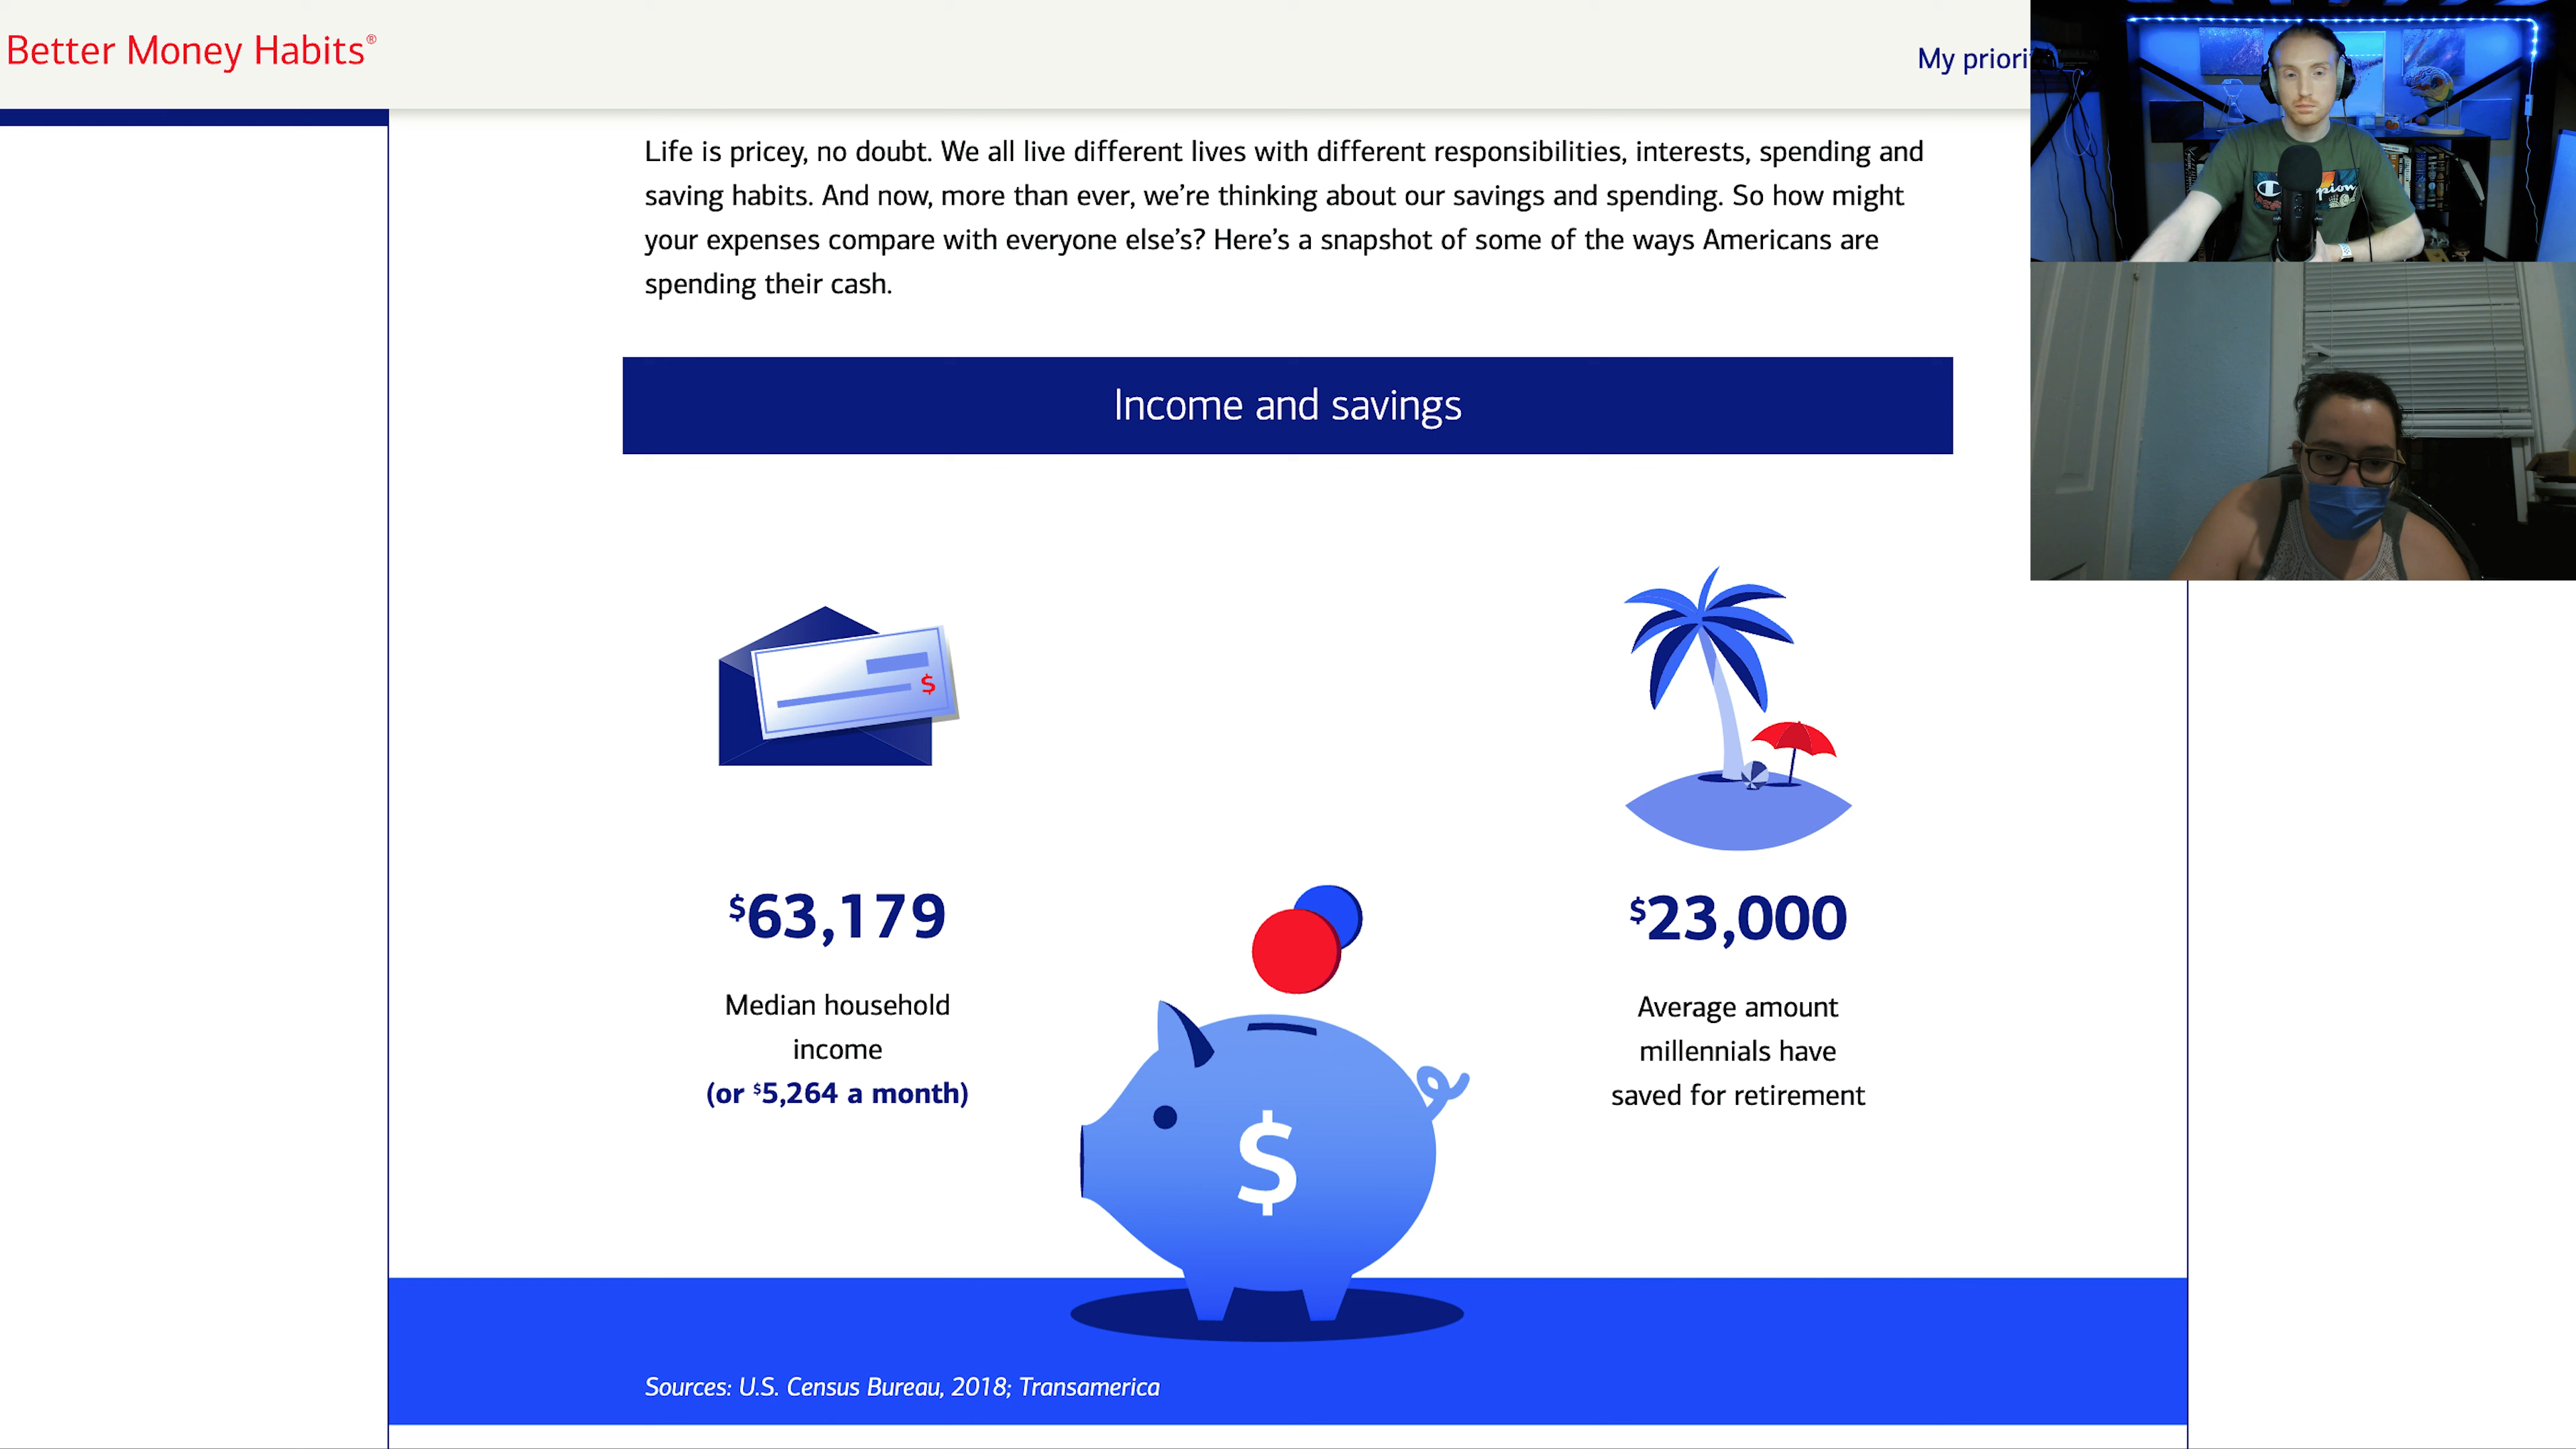 Better Money Habits®
My priori
Life is pricey, no doubt. We all live different lives with different responsibilities, interests, spending and
saving habits. And now, more than ever, we’re thinking about our savings and spending. So how might
your expenses compare with everyone else’s? Here’s a snapshot of some of the ways Americans are
spending their cash.
Income and savings
$
$63,179
Median household
income
(or $5,264 a month)
$
$23,000
Average amount
millennials have
saved for retirement
Sources: U.S. Census Bureau, 2018; Transamerica